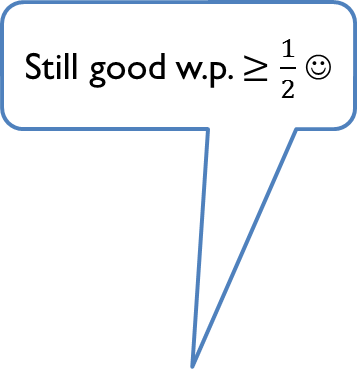 Still good w.p. ≥ 1/2 ☺